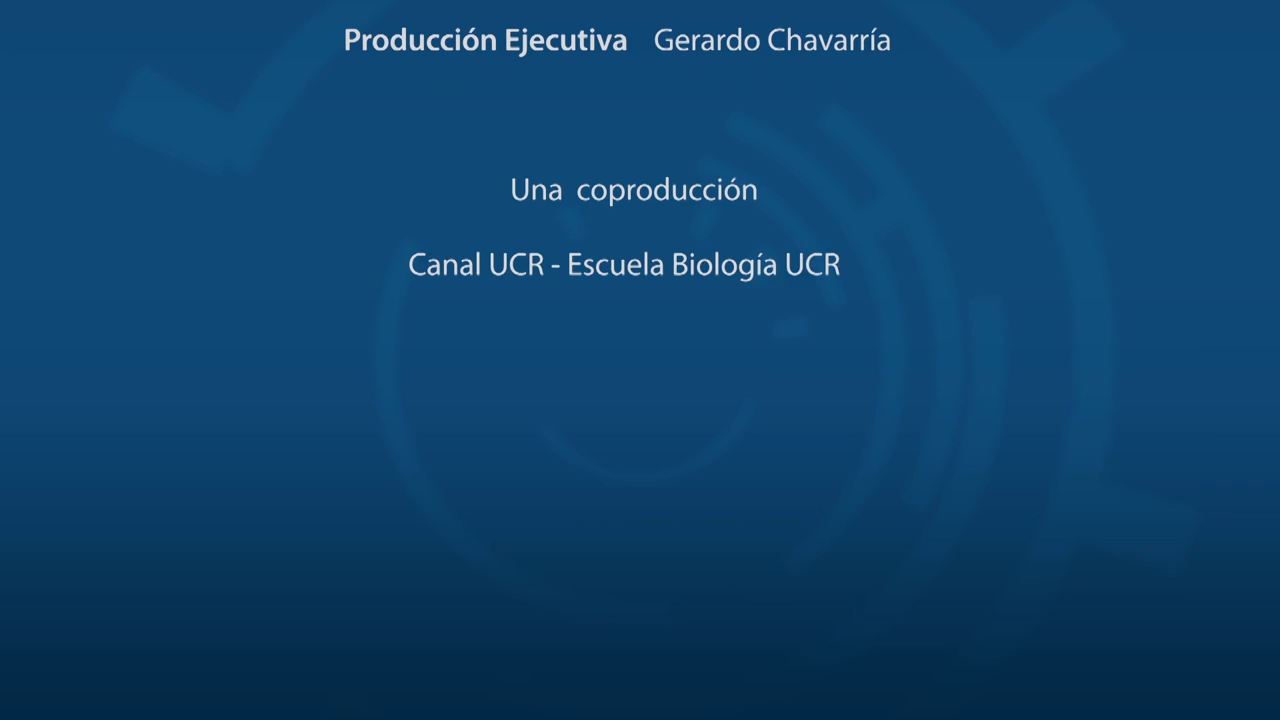 Producción Ejecutiva Gerardo Chavarría
Una coproducción
Canal UCR - Escuela Biología UCR